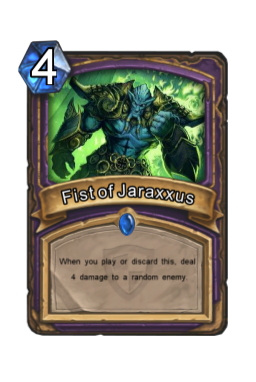 4
Fist of Jaraxxus
When you play or discard this, deal
4 damage to a random enemy.